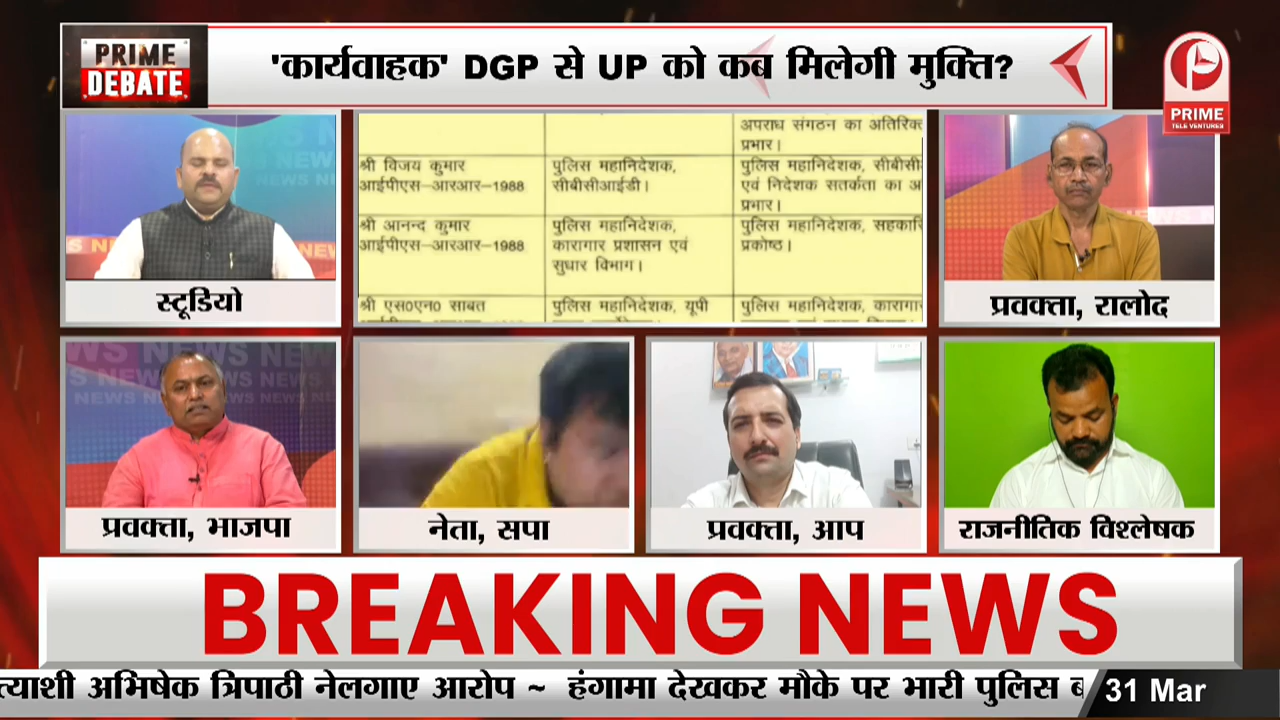 PRIME
DEBATE
'कार्यवाहक' DGP से UP को कब मिलेगी मुक्ति?
PRIME
TELE VENTURES
स्टूडियो
अपराध संगठन का अतिरिक्त
प्रभार।
श्री विजय कुमार
आईपीएस–आरआर–1988
पुलिस महानिदेशक,
सीबीसीआईडी।
पुलिस महानिदेशक, सीबीसी
एवं निदेशक सतर्कता का अ
प्रभार।
श्री आनन्द कुमार
आईपीएस–आरआर–1988
पुलिस महानिदेशक,
कारागार प्रशासन एवं
सुधार विभाग।
पुलिस महानिदेशक, सहकारि
प्रकोष्ठ।
श्री एस0एन0 साबत
पुलिस महानिदेशक, यूपी
पुलिस महानिदेशक, कारागार
प्रवक्ता, रालोद
NEWS
प्रवक्ता, भाजपा
नेता, सपा
प्रवक्ता, आप
राजनीतिक विश्लेषक
BREAKING NEWS
त्याशी अभिषेक त्रिपाठी नेलगाए आरोप ~ हंगामा देखकर मौके पर भारी पुलिस ब
31 Mar